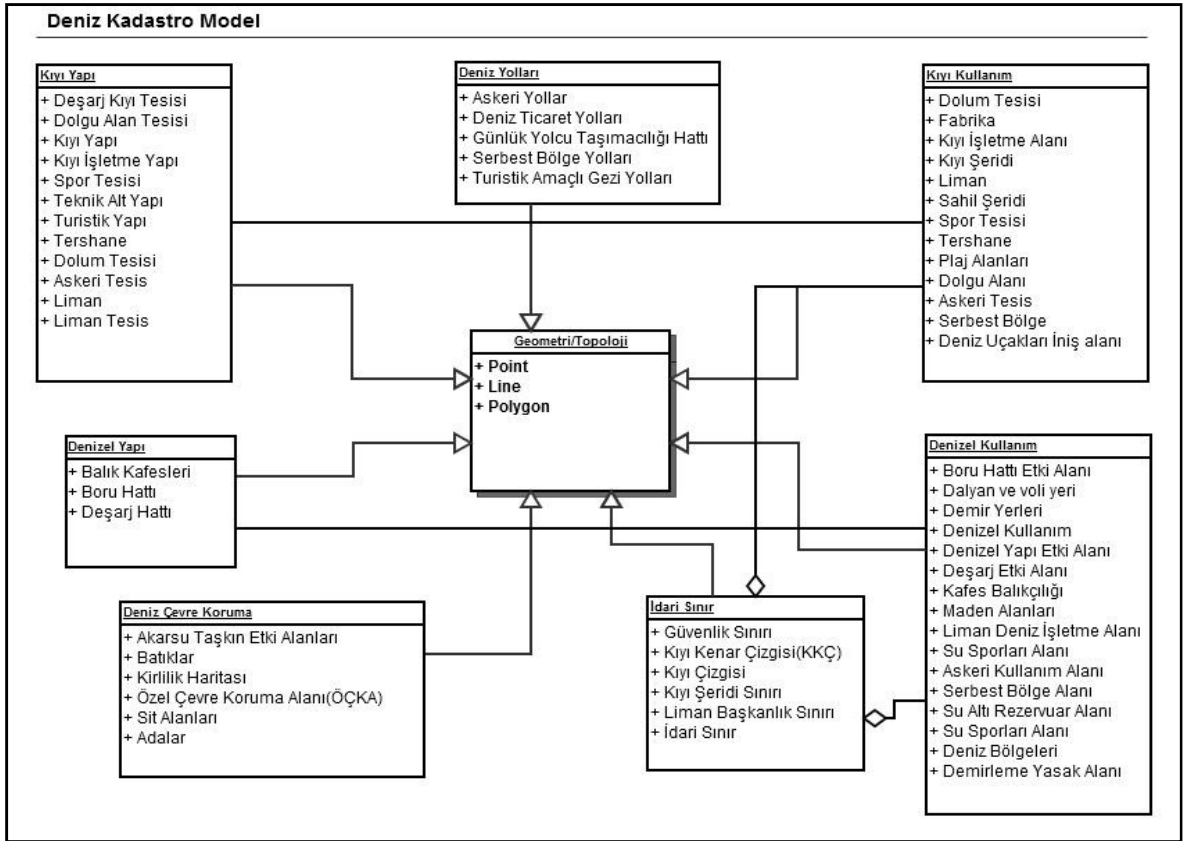 Deniz Kadastro Model
Kıyı Yapı
+ Deşarj Kıyı Tesisi
+ Dolgu Alan Tesisi
+ Kıyı Yapı
+ Kıyı İşletme Yapı
+ Spor Tesisi
+ Teknik Alt Yapı
+ Turistik Yapı
+ Tershane
+ Dolum Tesisi
+ Askeri Tesis
+ Liman
+ Liman Tesis
Deniz Yolları
+ Askeri Yollar
+ Deniz Ticaret Yolları
+ Günlük Yolcu Taşımacılığı Hattı
+ Serbest Bölge Yolları
+ Turistik Amaçlı Gezi Yolları
Kıyı Kullanım
+ Dolum Tesisi
+ Fabrika
+ Kıyı İşletme Alanı
+ Kıyı Şeridi
+ Liman
+ Sahil Şeridi
+ Spor Tesisi
+ Tershane
+ Plaj Alanları
+ Dolgu Alanı
+ Askeri Tesis
+ Serbest Bölge
+ Deniz Uçakları İniş alanı
Geometri/Topoloji
+ Point
+ Line
+ Polygon
Denizel Yapı
+ Balık Kafesleri
+ Boru Hattı
+ Deşarj Hattı
Denizel Kullanım
+ Boru Hattı Etki Alanı
+ Dalyan ve voli yeri
+ Demir Yerleri
+ Denizel Kullanım
+ Denizel Yapı Etki Alanı
+ Deşarj Etki Alanı
+ Kafes Balıkçılığı
+ Maden Alanları
+ Liman Deniz İşletme Alanı
+ Su Sporları Alanı
+ Askeri Kullanım Alanı
+ Serbest Bölge Alanı
+ Su Altı Rezervuar Alanı
+ Su Sporları Alanı
+ Deniz Bölgeleri
+ Demirleme Yasak Alanı
Deniz Çevre Koruma
+ Akarsu Taşkın Etki Alanları
+ Batıklar
+ Kirlilik Haritası
+ Özel Çevre Koruma Alanı(ÖÇKA)
+ Sit Alanları
+ Adalar
İdari Sınır
+ Güvenlik Sınırı
+ Kıyı Kenar Çizgisi(KKÇ)
+ Kıyı Çizgisi
+ Kıyı Şeridi Sınırı
+ Liman Başkanlık Sınırı
+ İdari Sınır